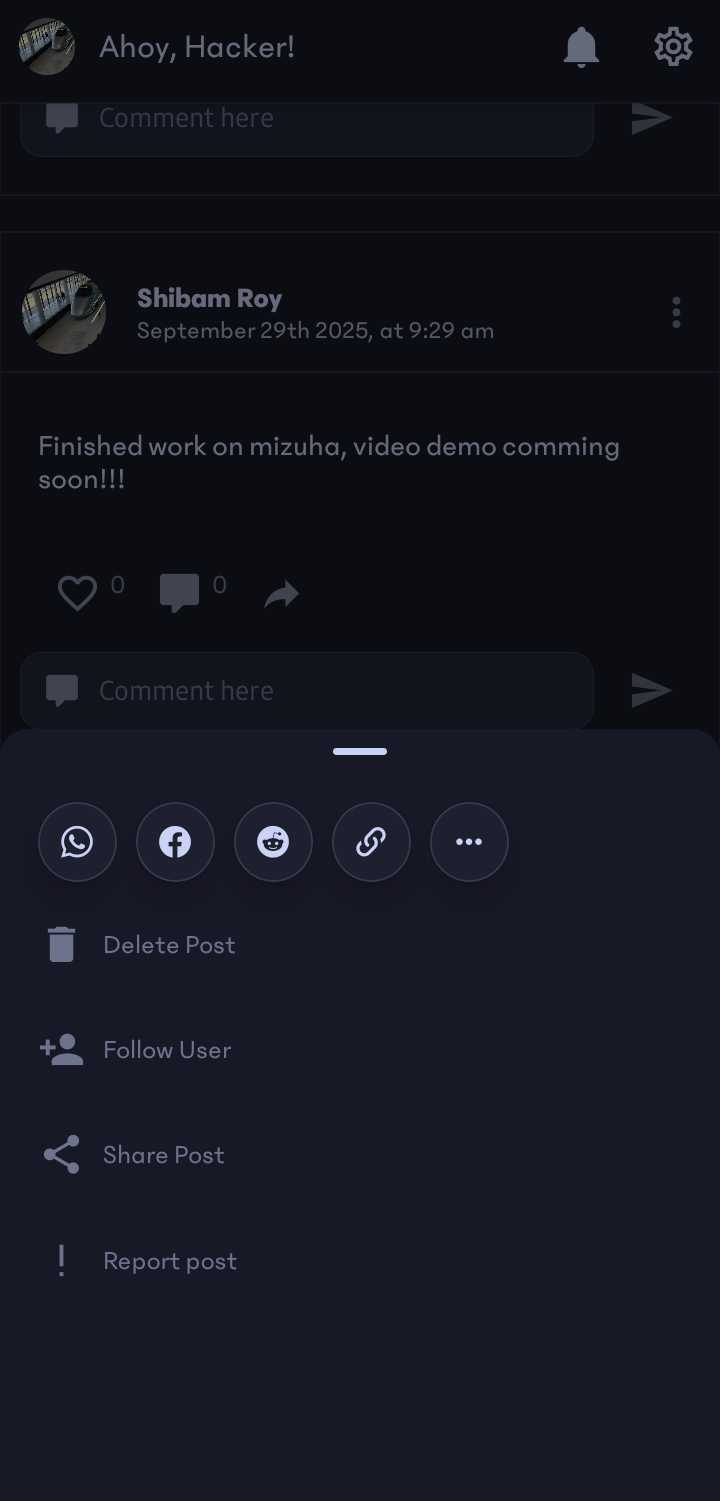 Ahoy, Hacker!
Comment here
Shibam Roy
September 29th 2025, at 9:29 am
Finished work on mizuha, video demo comming
soon!!!
0
0
Comment here
Delete Post
Follow User
Share Post
Report post